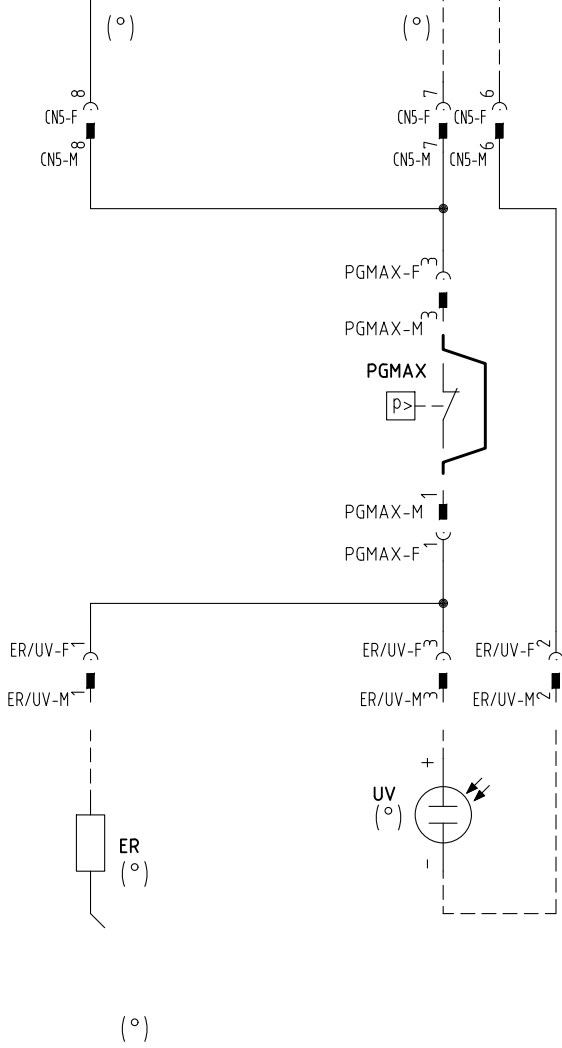 (°) (°)
8 7 6
CN5-F CN5-F CN5-F
8 7 6
CN5-M CN5-M CN5-M
PGMAX-F 3
PGMAX-M 3
PGMAX
p>
PGMAX-M 1
PGMAX-F 1
ER/UV-F 1 ER/UV-F 3 ER/UV-F 2
ER/UV-M 1 ER/UV-M 3 ER/UV-M 2
+
UV
(°)
ER
(°)
-
(°)